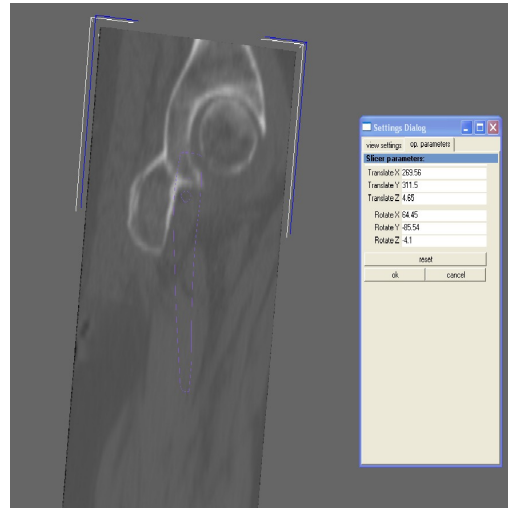 Settings Dialog
view settings op. parameters
Slicer parameters:
Translate X 269.56
Translate Y 311.5
Translate Z 4.65
Rotate X 64.45
Rotate Y -85.54
Rotate Z -4.1
reset
ok cancel